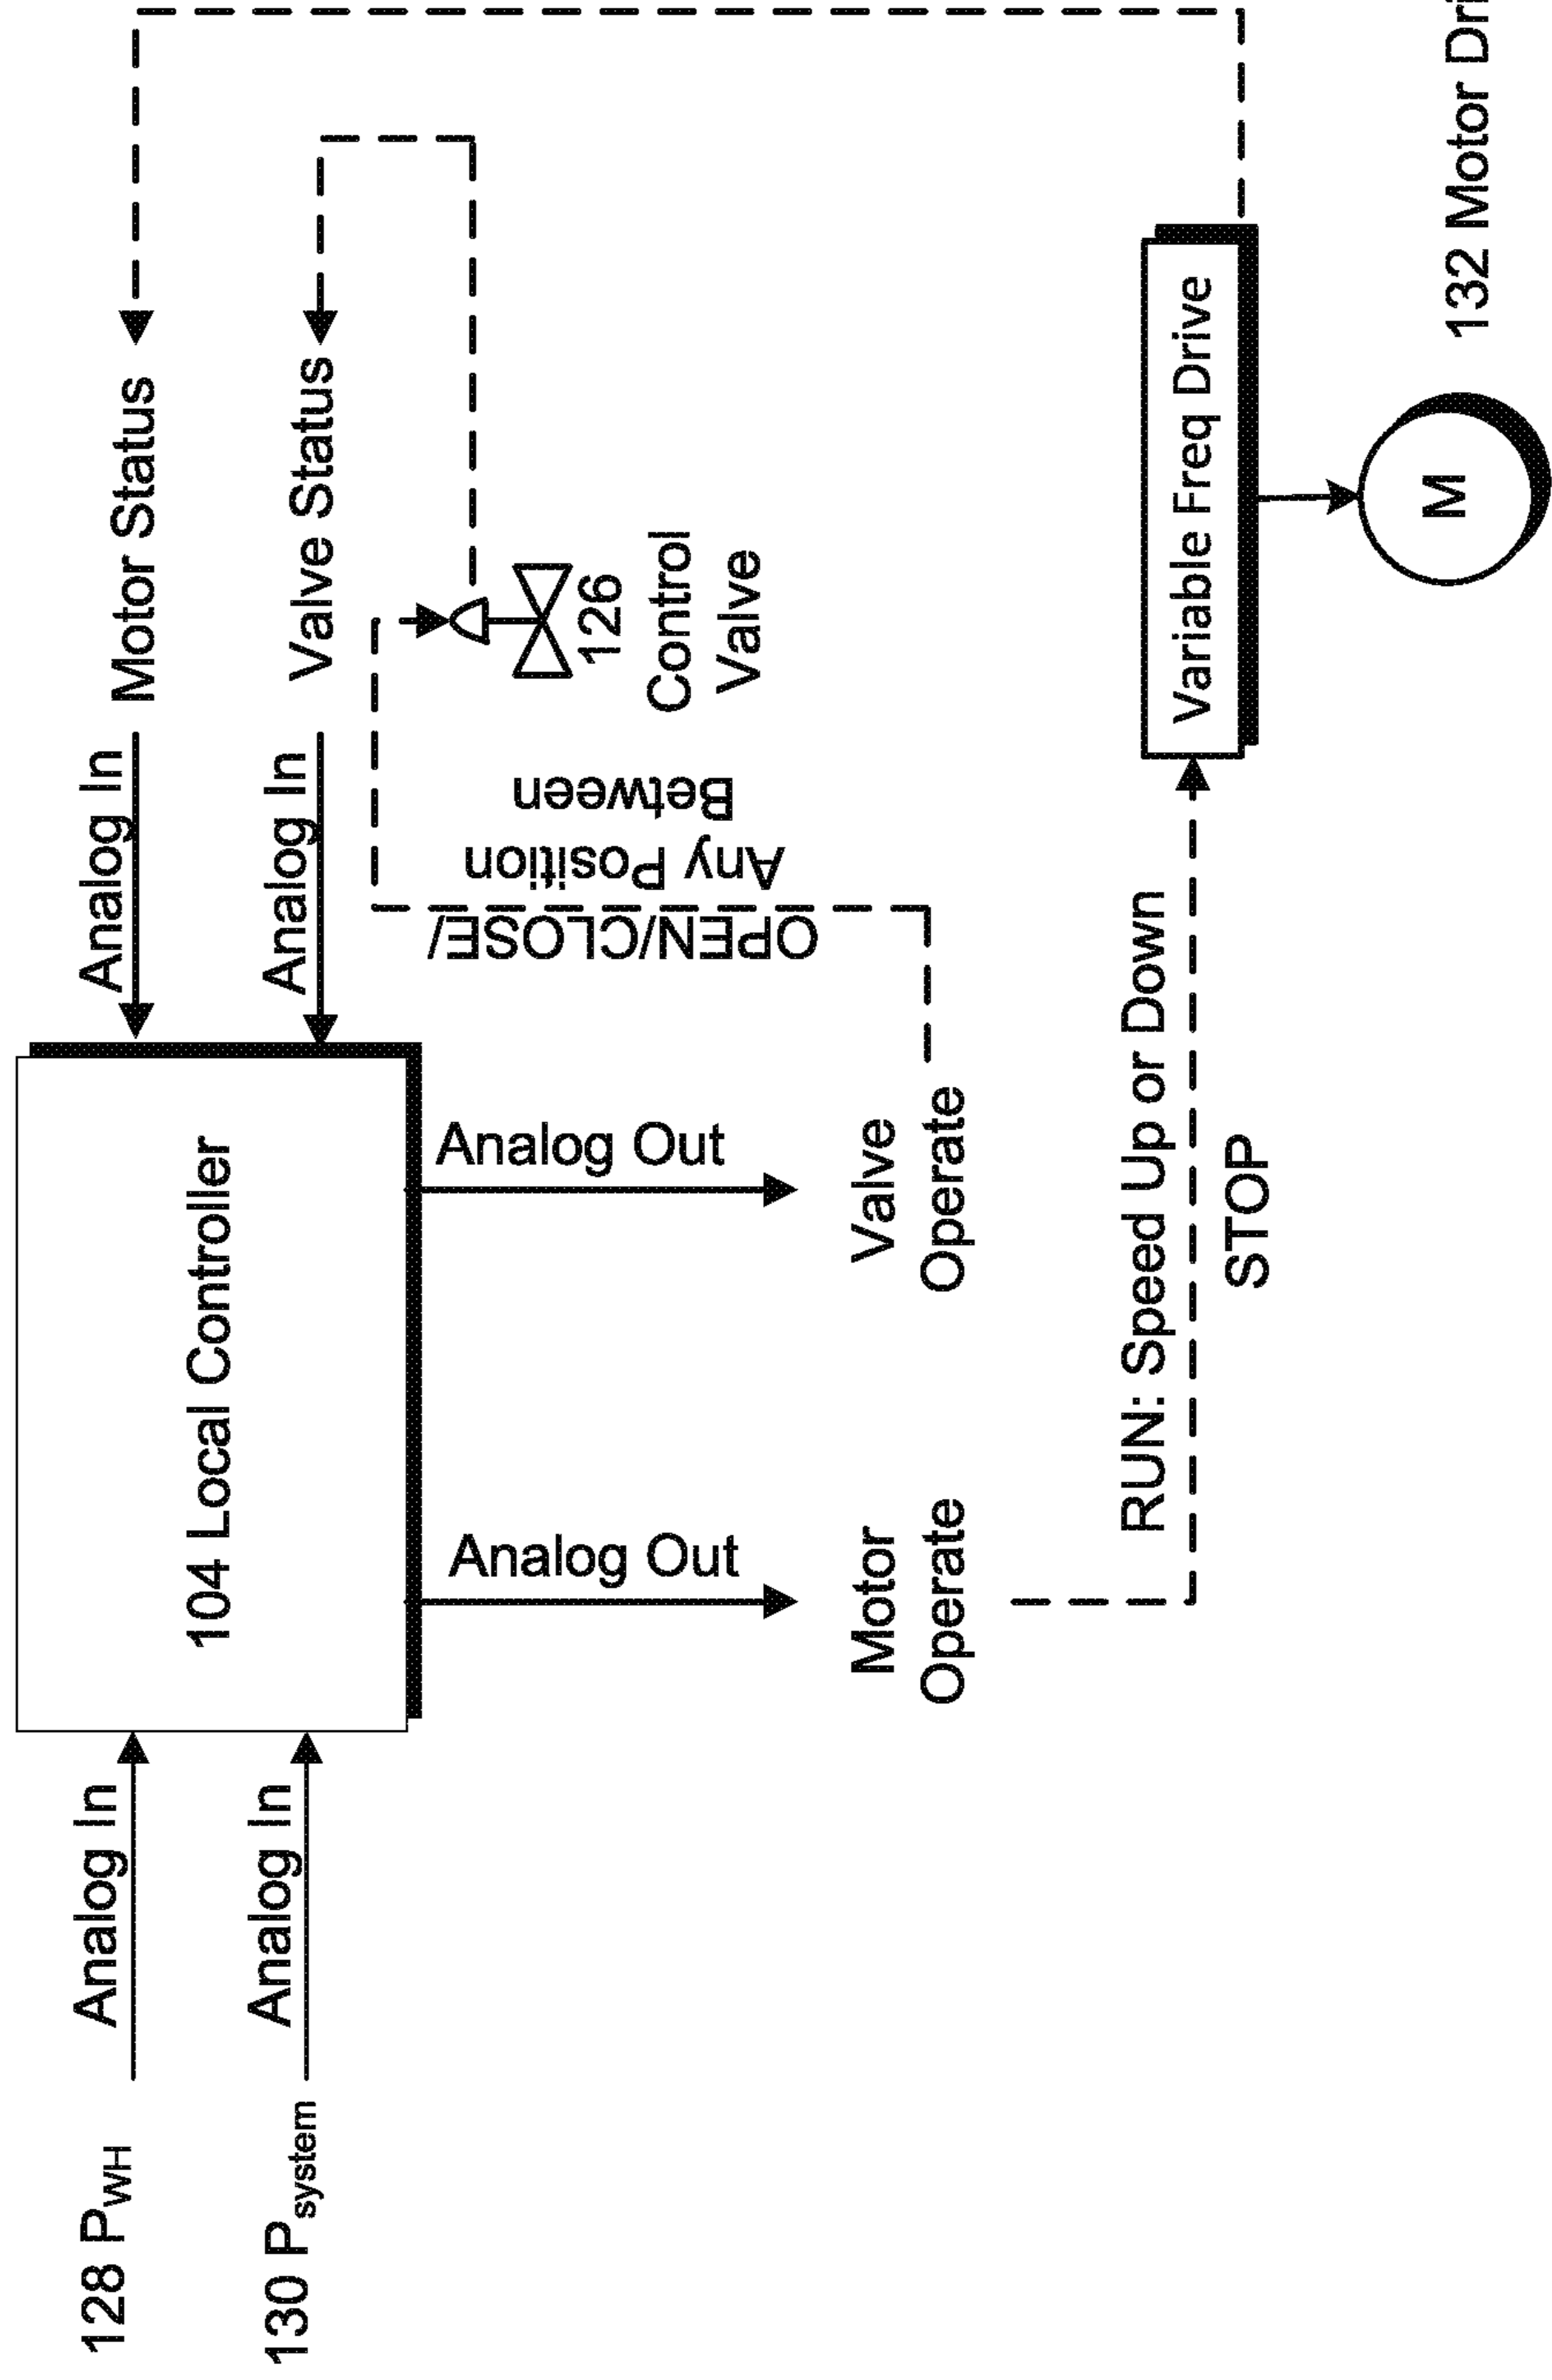 128 PWH
Analog In
130 Psystem
Analog In
104 Local Controller
Analog In
Motor Status
Analog In
Valve Status
Analog Out
Motor
Operate
Analog Out
Valve
Operate
OPEN/CLOSE/
Any Position
Between
126
Control
Valve
RUN: Speed Up or Down
STOP
Variable Freq Drive
M
132 Motor Dri